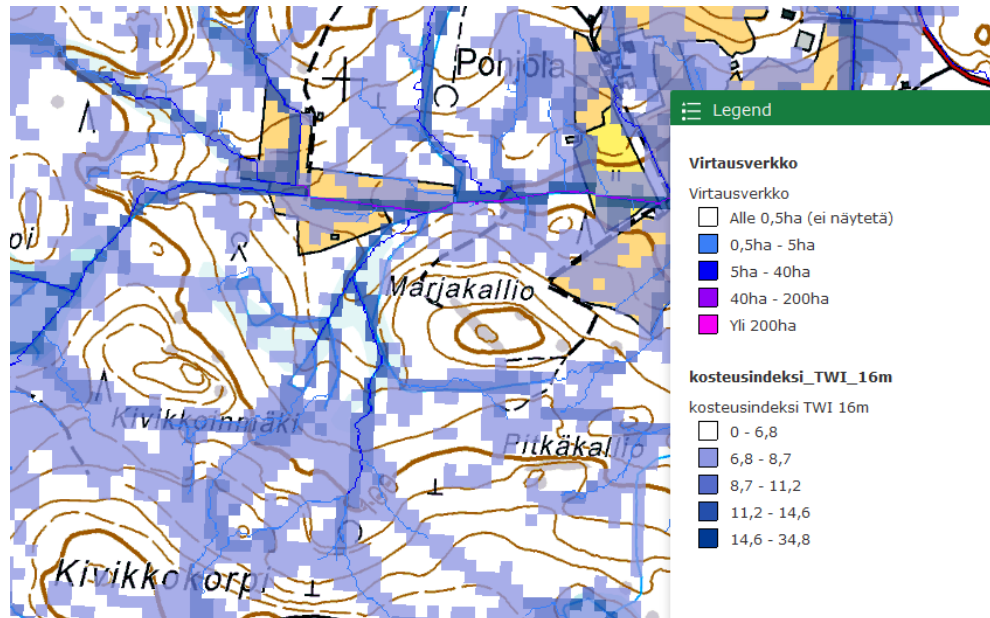 Pohjola
Legend
Virtausverkko
Virtausverkko
Alle 0,5ha (ei näytetä)
0,5ha - 5ha
5ha - 40ha
40ha - 200ha
Yli 200ha
oi
Marjakallio
kosteusindeksi_TWI_16m
kosteusindeksi TWI 16m
0 - 6,8
6,8 - 8,7
8,7 - 11,2
11,2 - 14,6
14,6 - 34,8
Kivikkoinmäki
Pitkäkallio
Kivikkokorpi